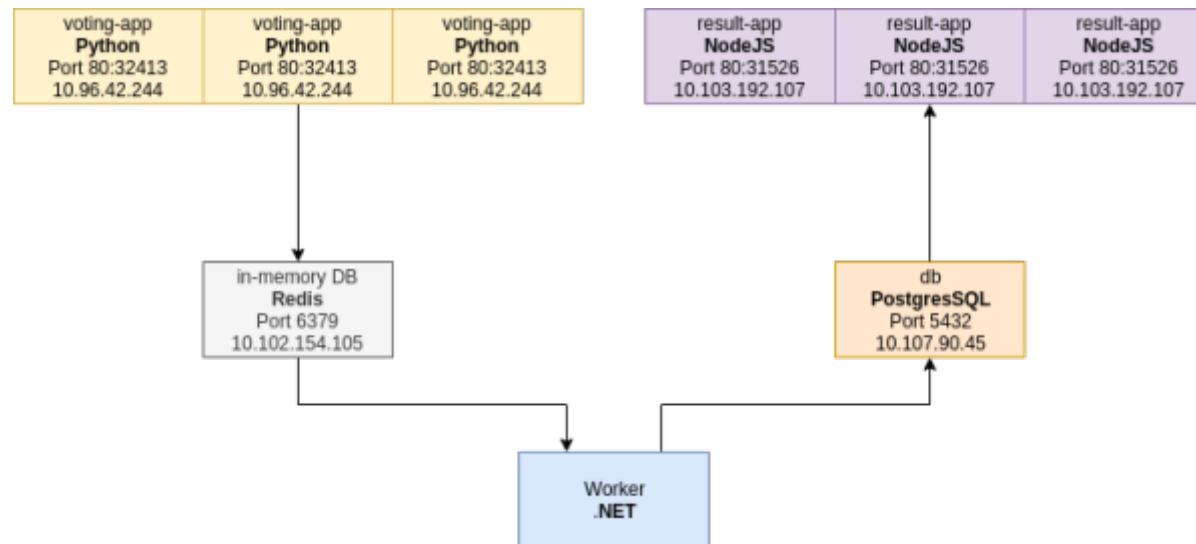 voting-app
Python
Port 80:32413
10.96.42.244
voting-app
Python
Port 80:32413
10.96.42.244
voting-app
Python
Port 80:32413
10.96.42.244
result-app
NodeJS
Port 80:31526
10.103.192.107
result-app
NodeJS
Port 80:31526
10.103.192.107
result-app
NodeJS
Port 80:31526
10.103.192.107
in-memory DB
Redis
Port 6379
10.102.154.105
db
PostgresSQL
Port 5432
10.107.90.45
Worker
.NET